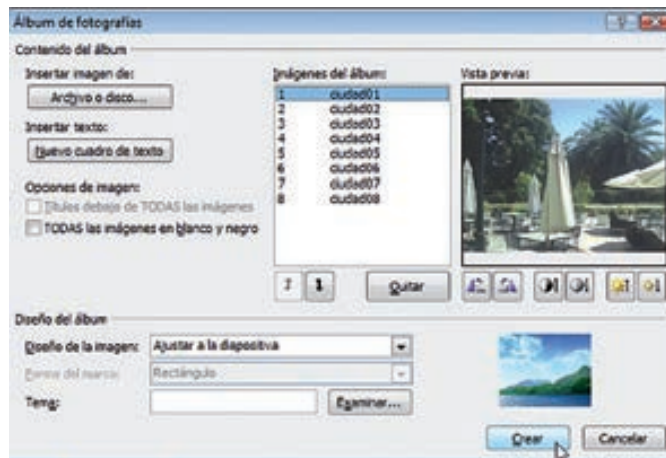 Álbum de fotografías
Contenido del álbum
Insertar imagen de:
Archivo o disco...
Insertar texto:
Nuevo cuadro de texto
Opciones de imagen:
Títulos debajo de TODAS las imágenes
TODAS las imágenes en blanco y negro
Imágenes del álbum:
1 ciudad01
2 ciudad02
3 ciudad03
4 ciudad04
5 ciudad05
6 ciudad06
7 ciudad07
8 ciudad08
Quitar
Vista previa:
Diseño del álbum
Diseño de la imagen: Ajustar a la diapositiva
Forma del marco: Rectángulo
Tema: Examinar...
Crear Cancelar